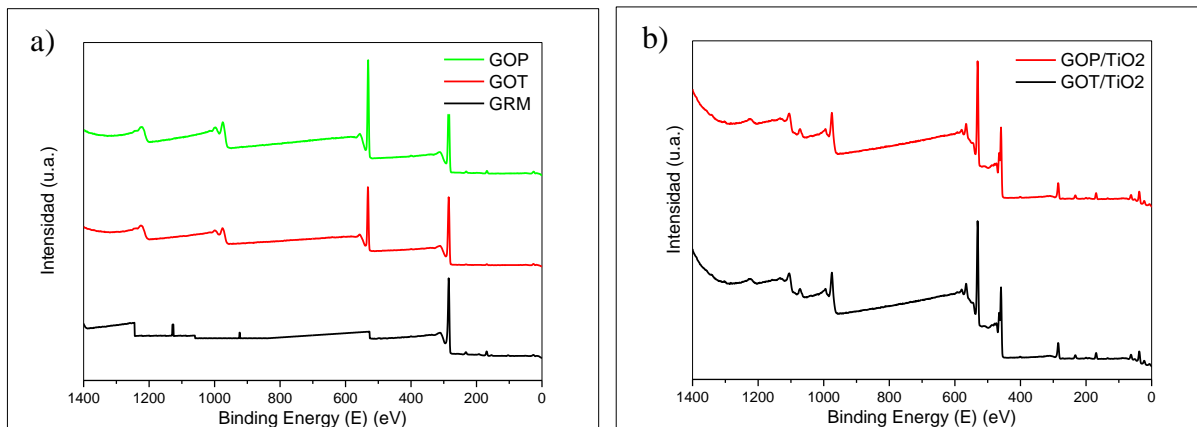 a)
GOP
GOT
GRM
Intensidad (u.a.)
1400 1200 1000 800 600 400 200 0
Binding Energy (E) (eV)
b)
GOP/TiO2
GOT/TiO2
Intensidad (u.a.)
1400 1200 1000 800 600 400 200 0
Binding Energy (E) (eV)